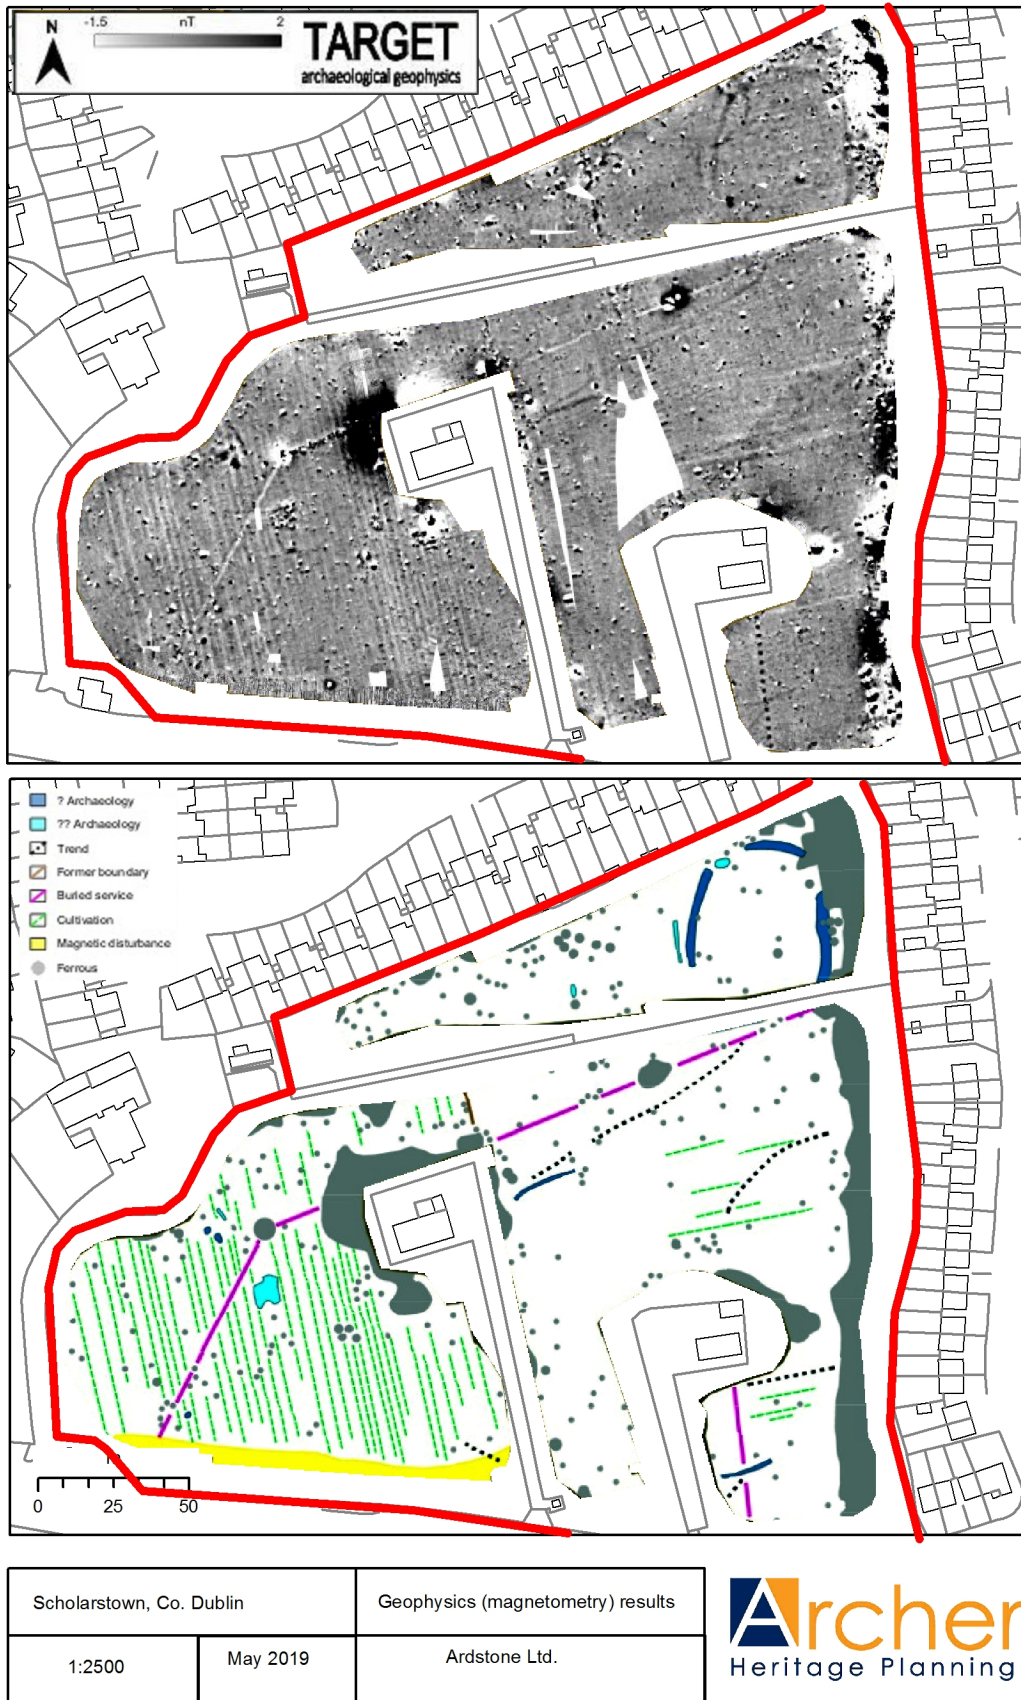 N
-1.5 nT 2
TARGET
archaeological geophysics
? Archaeology
?? Archaeology
Trend
Former boundary
Buried service
Cultivation
Magnetic disturbance
Ferrous
0 25 50
Scholarstown, Co. Dublin
Geophysics (magnetometry) results
1:2500
May 2019
Ardstone Ltd.
Archer
Heritage Planning